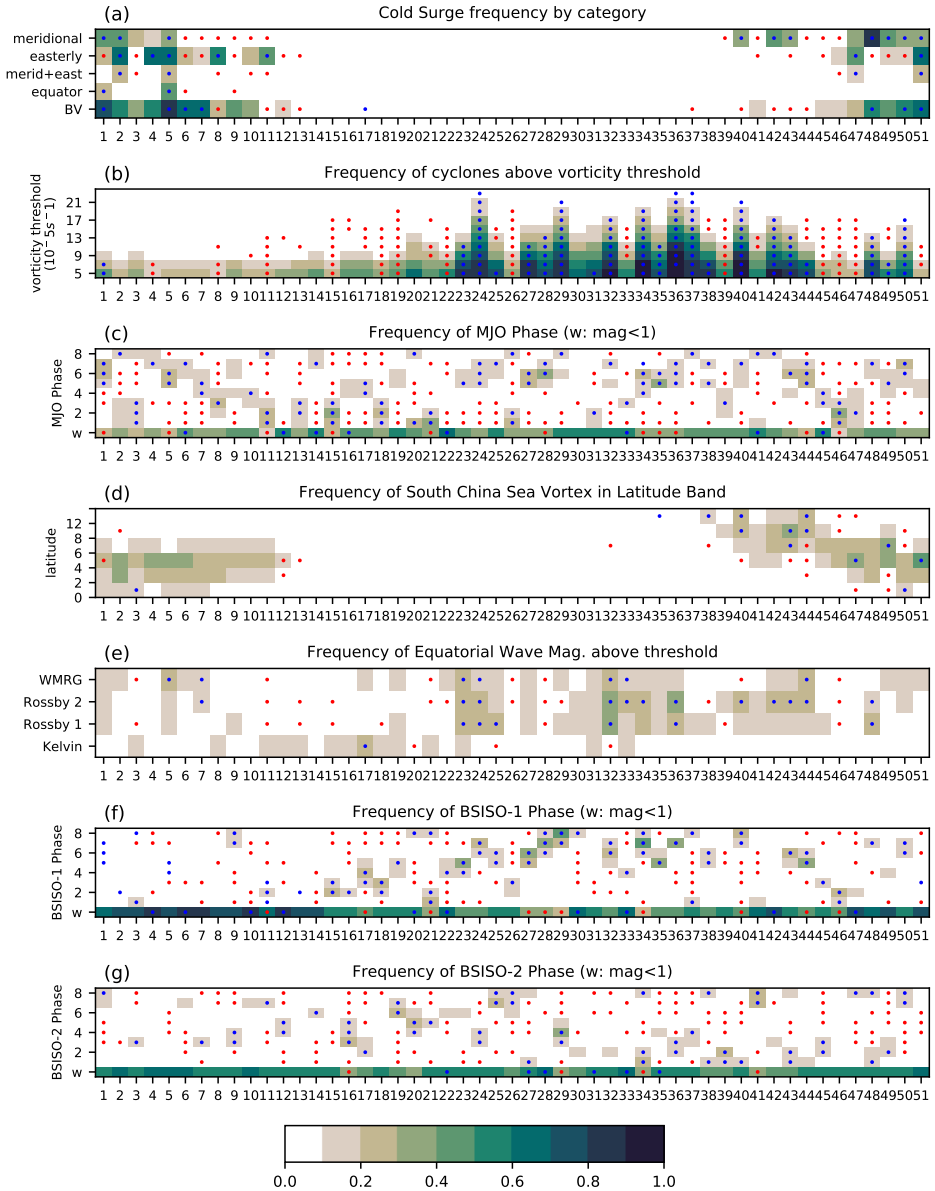 (a) Cold Surge frequency by category
meridional
easterly
merid+east
equator
BV
1 2 3 4 5 6 7 8 9 10 11 12 13 14 15 16 17 18 19 20 21 22 23 24 25 26 27 28 29 30 31 32 33 34 35 36 37 38 39 40 41 42 43 44 45 46 47 48 49 50 51
(b) Frequency of cyclones above vorticity threshold
vorticity threshold
(10^-5s^-1)
21
17
13
9
5
1 2 3 4 5 6 7 8 9 10 11 12 13 14 15 16 17 18 19 20 21 22 23 24 25 26 27 28 29 30 31 32 33 34 35 36 37 38 39 40 41 42 43 44 45 46 47 48 49 50 51
(c) Frequency of MJO Phase (w: mag<1)
MJO Phase
8
6
4
2
w
1 2 3 4 5 6 7 8 9 10 11 12 13 14 15 16 17 18 19 20 21 22 23 24 25 26 27 28 29 30 31 32 33 34 35 36 37 38 39 40 41 42 43 44 45 46 47 48 49 50 51
(d) Frequency of South China Sea Vortex in Latitude Band
latitude
12
8
6
4
2
0
1 2 3 4 5 6 7 8 9 10 11 12 13 14 15 16 17 18 19 20 21 22 23 24 25 26 27 28 29 30 31 32 33 34 35 36 37 38 39 40 41 42 43 44 45 46 47 48 49 50 51
(e) Frequency of Equatorial Wave Mag. above threshold
WMRG
Rossby 2
Rossby 1
Kelvin
1 2 3 4 5 6 7 8 9 10 11 12 13 14 15 16 17 18 19 20 21 22 23 24 25 26 27 28 29 30 31 32 33 34 35 36 37 38 39 40 41 42 43 44 45 46 47 48 49 50 51
(f) Frequency of BSISO-1 Phase (w: mag<1)
BSISO-1 Phase
8
6
4
2
w
1 2 3 4 5 6 7 8 9 10 11 12 13 14 15 16 17 18 19 20 21 22 23 24 25 26 27 28 29 30 31 32 33 34 35 36 37 38 39 40 41 42 43 44 45 46 47 48 49 50 51
(g) Frequency of BSISO-2 Phase (w: mag<1)
BSISO-2 Phase
8
6
4
2
w
1 2 3 4 5 6 7 8 9 10 11 12 13 14 15 16 17 18 19 20 21 22 23 24 25 26 27 28 29 30 31 32 33 34 35 36 37 38 39 40 41 42 43 44 45 46 47 48 49 50 51
0.0 0.2 0.4 0.6 0.8 1.0